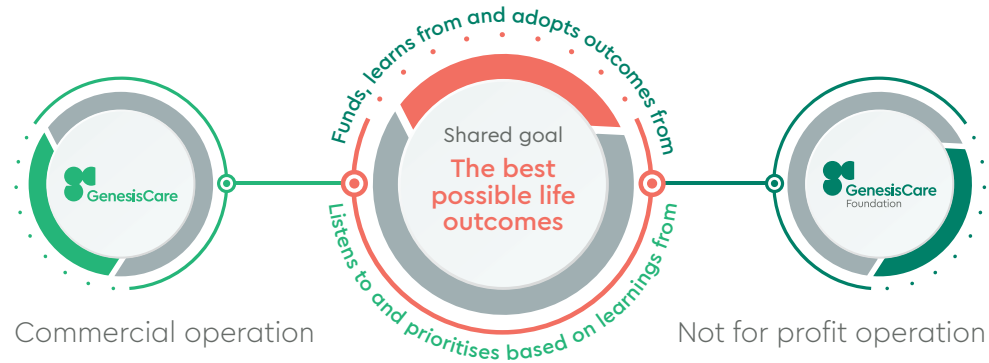 Funds, learns from and adopts outcomes from
Shared goal
The best
possible life
outcomes
GenesisCare
GenesisCare
Foundation
Listens to and prioritises based on learnings from
Commercial operation
Not for profit operation